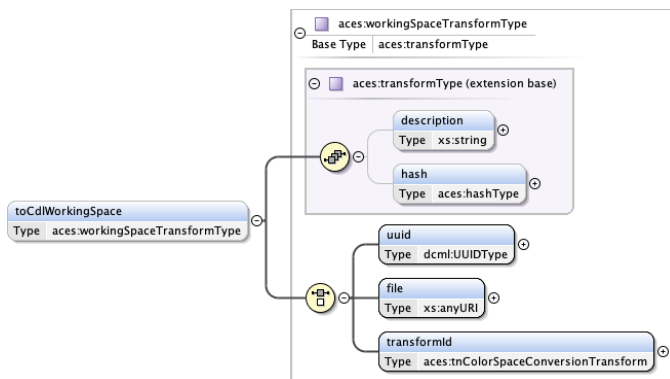 aces:workingSpaceTransformType
Base Type aces:transformType
aces:transformType (extension base)
description
Type xs:string
hash
Type aces:hashType
toCdlWorkingSpace
Type aces:workingSpaceTransformType
uuid
Type dcml:UUIDType
file
Type xs:anyURI
transformId
Type aces:tnColorSpaceConversionTransform